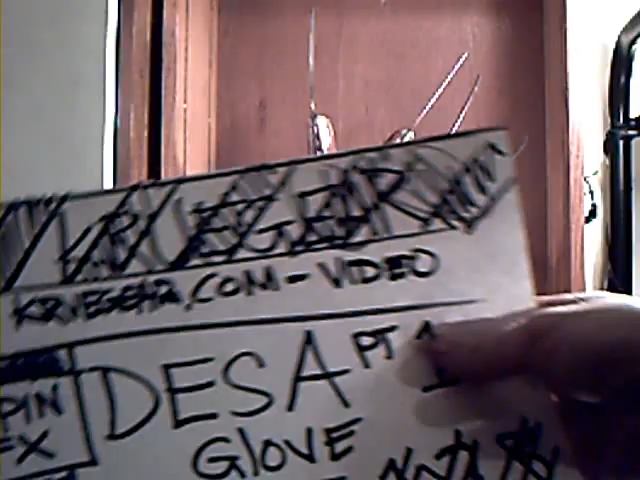 KRUEGER
KRUEGER.COM - VIDEO
DESA PT 1
GLOVE
PIN
FX